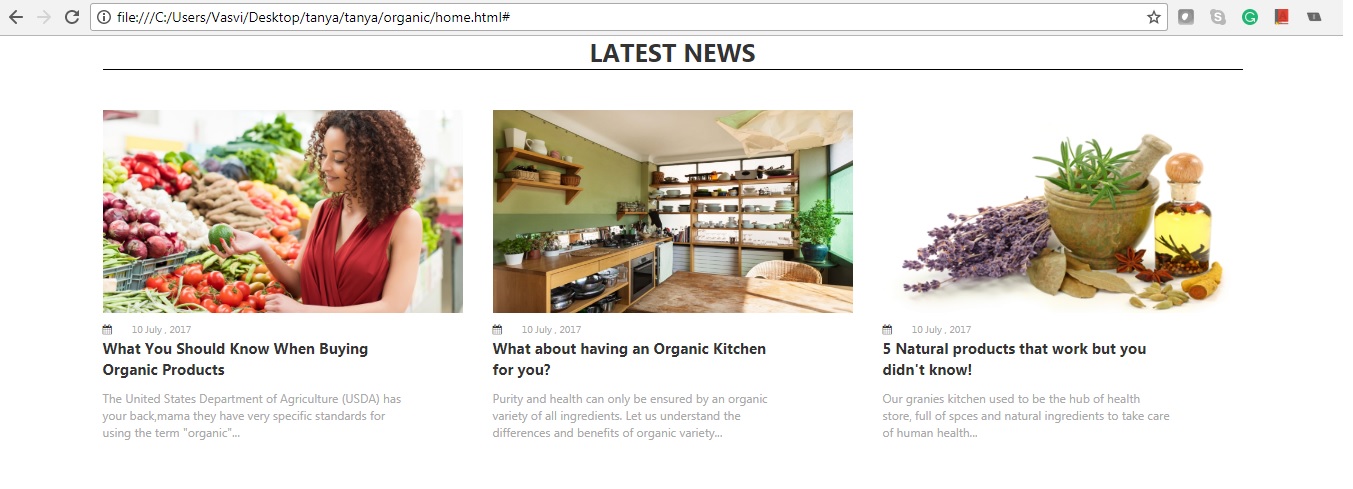 file:///C:/Users/Vasvi/Desktop/tanya/tanya/organic/home.html#
LATEST NEWS
10 July , 2017
What You Should Know When Buying
Organic Products
The United States Department of Agriculture (USDA) has
your back,mama they have very specific standards for
using the term "organic"...
10 July , 2017
What about having an Organic Kitchen
for you?
Purity and health can only be ensured by an organic
variety of all ingredients. Let us understand the
differences and benefits of organic variety...
10 July , 2017
5 Natural products that work but you
didn't know!
Our granies kitchen used to be the hub of health
store, full of spces and natural ingredients to take care
of human health...